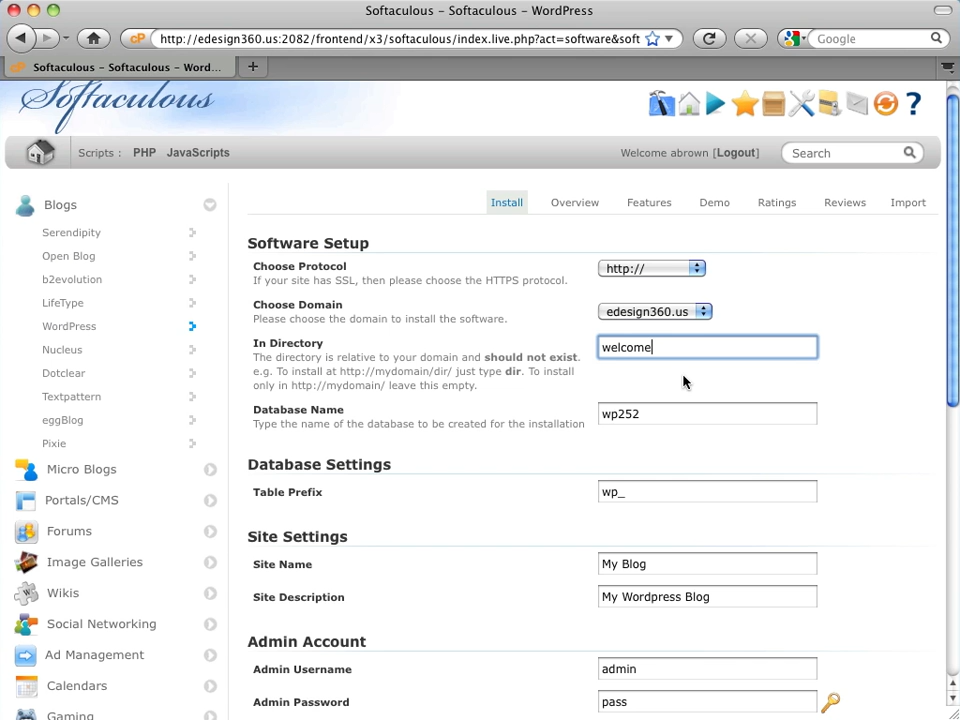 Softaculous - Softaculous - WordPress
cP http://edesign360.us:2082/frontend/x3/softaculous/index.live.php?act=software&soft
Google
cP Softaculous - Softaculous - Word... +
Softaculous
?
Scripts : PHP JavaScripts
Welcome abrown [Logout]
Search
Blogs
Serendipity
Open Blog
b2evolution
LifeType
WordPress
Nucleus
Dotclear
Textpattern
eggBlog
Pixie
Micro Blogs
Portals/CMS
Forums
Image Galleries
Wikis
Social Networking
Ad Management
Calendars
Gaming
Install Overview Features Demo Ratings Reviews Import
Software Setup
Choose Protocol
If your site has SSL, then please choose the HTTPS protocol.
http://
Choose Domain
Please choose the domain to install the software.
edesign360.us
In Directory
The directory is relative to your domain and should not exist.
e.g. To install at http://mydomain/dir/ just type dir. To install
only in http://mydomain/ leave this empty.
welcome
Database Name
Type the name of the database to be created for the installation
wp252
Database Settings
Table Prefix
wp_
Site Settings
Site Name
My Blog
Site Description
My Wordpress Blog
Admin Account
Admin Username
admin
Admin Password
pass